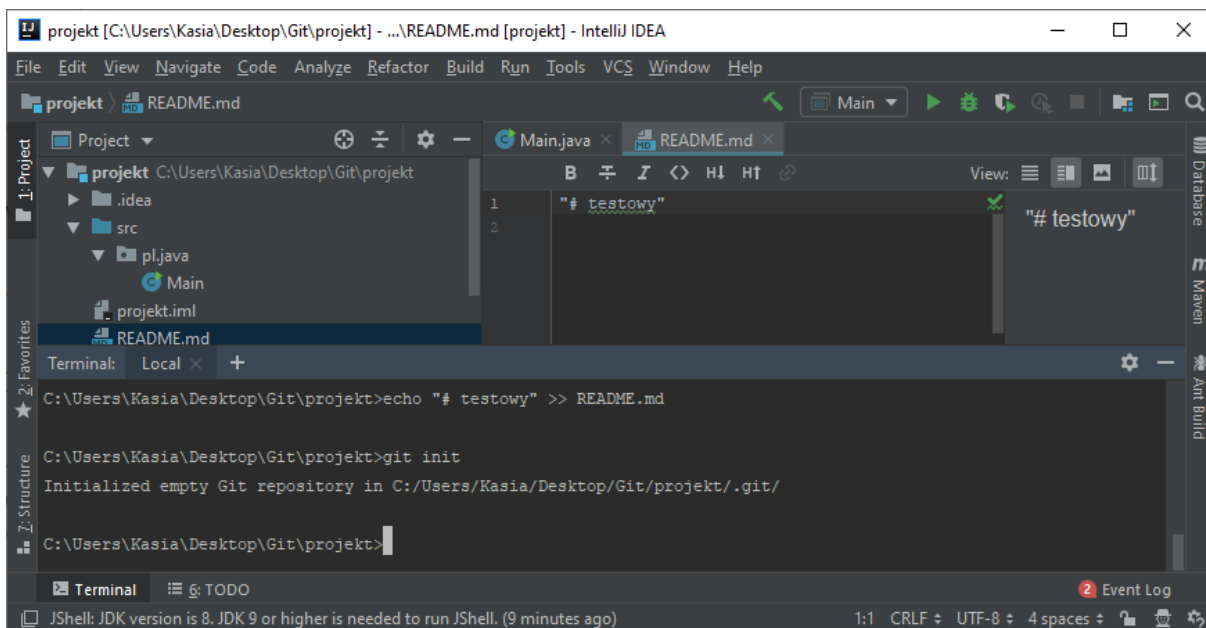 IJ projekt [C:\Users\Kasia\Desktop\Git\projekt] - ...\README.md [projekt] - IntelliJ IDEA
File Edit View Navigate Code Analyze Refactor Build Run Tools VCS Window Help
projekt MD README.md Main
1: Project
Project
projekt C:\Users\Kasia\Desktop\Git\projekt
.idea
src
pl.java
C Main
projekt.iml
MD README.md
C Main.java MD README.md
B I <> H↓ H↑ View:
1 "# testowy"
2
"# testowy"
Database
m Maven
Ant Build
2: Favorites
7: Structure
Terminal: Local +
C:\Users\Kasia\Desktop\Git\projekt>echo "# testowy" >> README.md
C:\Users\Kasia\Desktop\Git\projekt>git init
Initialized empty Git repository in C:/Users/Kasia/Desktop/Git/projekt/.git/
C:\Users\Kasia\Desktop\Git\projekt>
Terminal 6: TODO 2 Event Log
JShell: JDK version is 8. JDK 9 or higher is needed to run JShell. (9 minutes ago) 1:1 CRLF UTF-8 4 spaces